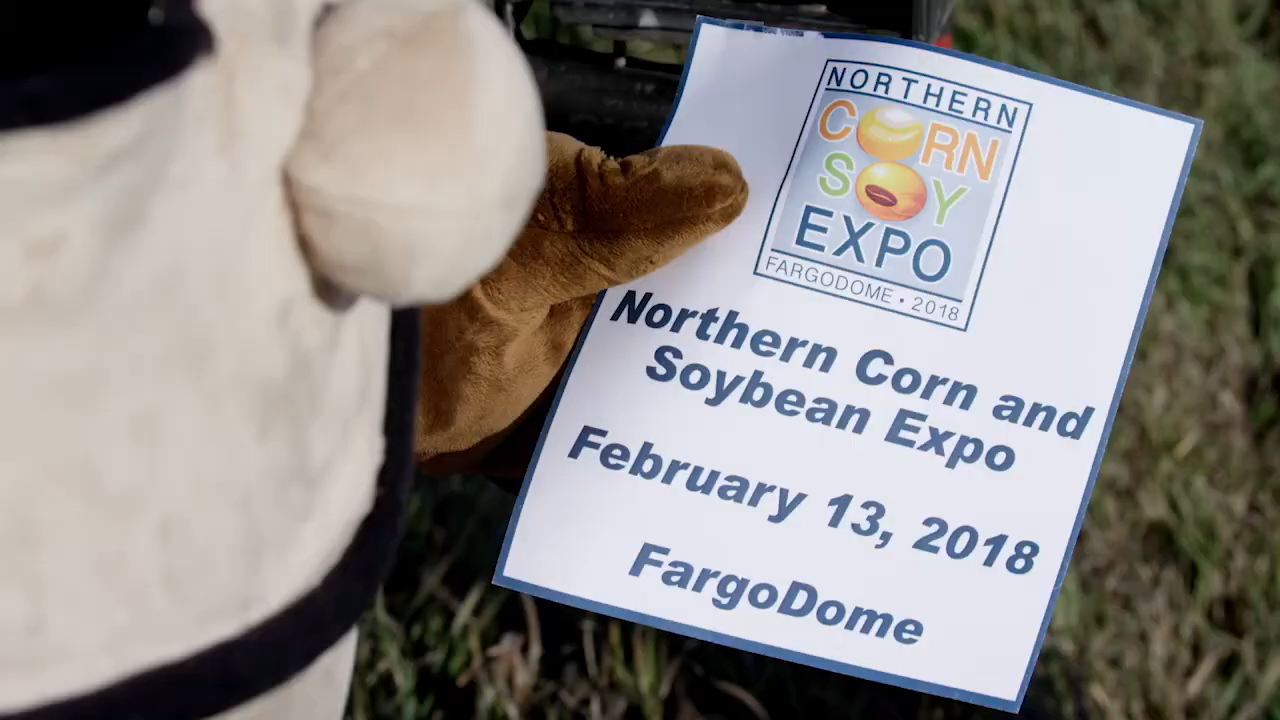 NORTHERN
CORN
SOY
EXPO
FARGODOME • 2018
Northern Corn and
Soybean Expo
February 13, 2018
FargoDome